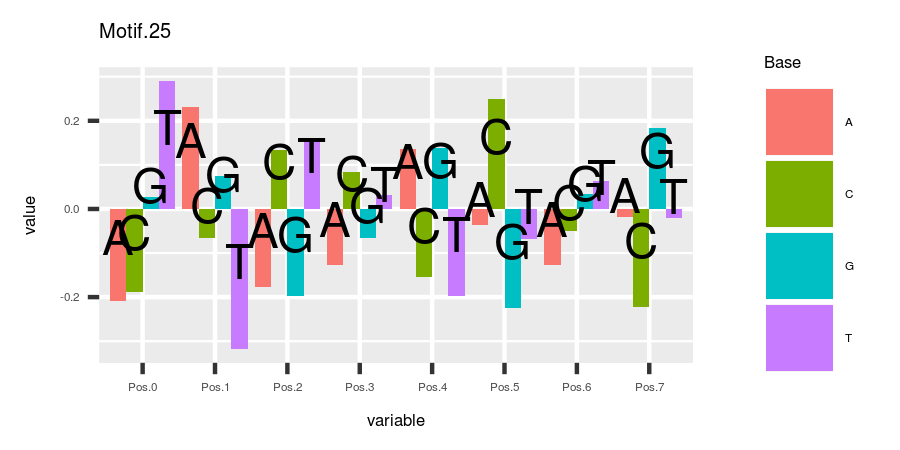 Motif.25
value
0.2
0.0
-0.2
A C G T A C G T A C G T A C G T A C G T A C G T A C G T A C G T
Pos.0 Pos.1 Pos.2 Pos.3 Pos.4 Pos.5 Pos.6 Pos.7
variable
Base
A
C
G
T